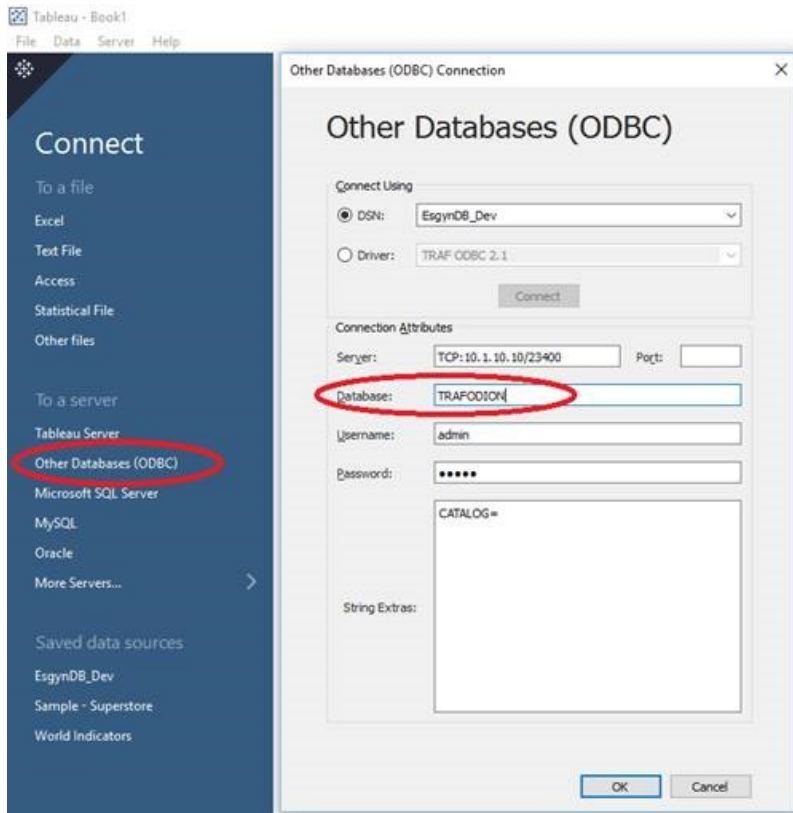 Tableau - Book1
File Data Server Help
Connect
To a file
Excel
Text File
Access
Statistical File
Other files
To a server
Tableau Server
Other Databases (ODBC)
Microsoft SQL Server
MySQL
Oracle
More Servers...
Saved data sources
EsgynDB_Dev
Sample - Superstore
World Indicators
Other Databases (ODBC) Connection
Other Databases (ODBC)
Connect Using
DSN: EsgynDB_Dev
Driver: TRAF ODBC 2.1
Connect
Connection Attributes
Server: TCP:10.1.10.10/23400 Port:
Database: TRAFODION
Username: admin
Password: •••••
CATALOG=
String Extras:
OK Cancel